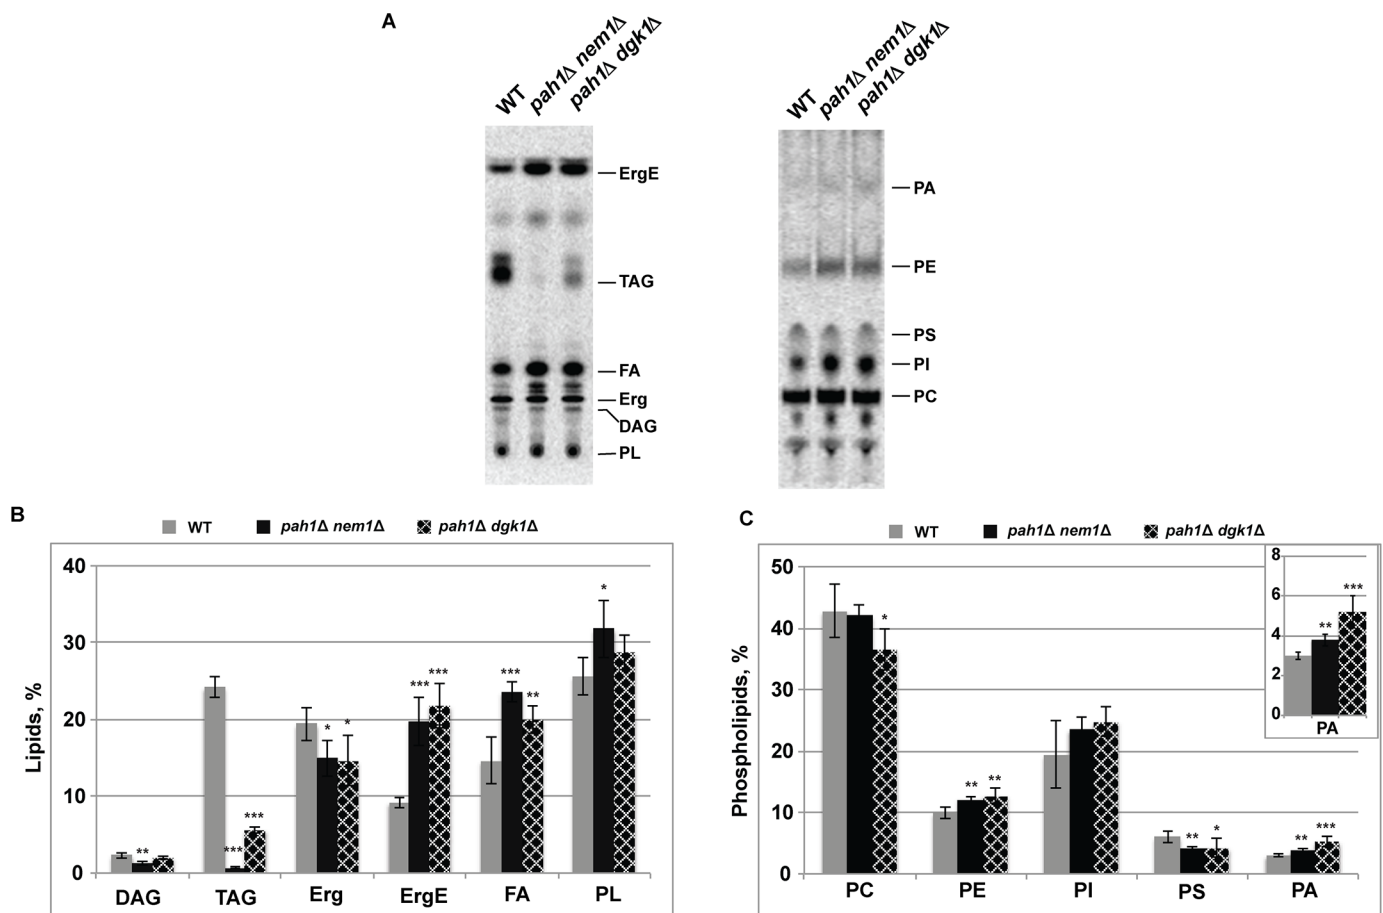 A
WT
pah1Δ nem1Δ
pah1Δ dgk1Δ
ErgE
TAG
FA
Erg
DAG
PL
WT
pah1Δ nem1Δ
pah1Δ dgk1Δ
PA
PE
PS
PI
PC
B
WT pah1Δ nem1Δ pah1Δ dgk1Δ
Lipids, %
40
30
20
10
0
** *** *** * * *** *** *** ** *
DAG TAG Erg ErgE FA PL
C
WT pah1Δ nem1Δ pah1Δ dgk1Δ
Phospholipids, %
50
40
30
20
10
0
* ** ** ** * ** ***
PC PE PI PS PA
8
6
4
2
0
** ***
PA